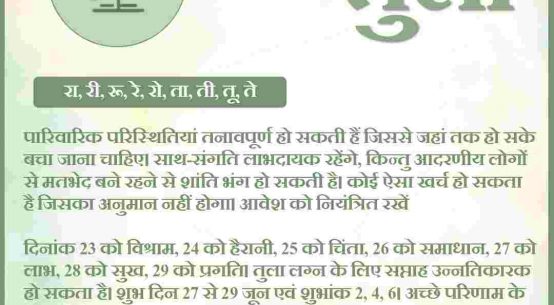 तुला
रा, री, रू, रे, रो, ता, ती, तू, ते
पारिवारिक परिस्थितियां तनावपूर्ण हो सकती हैं जिससे जहां तक हो सके
बचा जाना चाहिए। साथ-संगति लाभदायक रहेंगे, किन्तु आदरणीय लोगों
से मतभेद बने रहने से शांति भंग हो सकती है। कोई ऐसा खर्च हो सकता
है जिसका अनुमान नहीं होगा। आवेश को नियंत्रित रखें
दिनांक 23 को विश्राम, 24 को हैरानी, 25 को चिंता, 26 को समाधान, 27 को
लाभ, 28 को सुख, 29 को प्रगति। तुला लग्न के लिए सप्ताह उन्नतिकारक
हो सकता है। शुभ दिन 27 से 29 जून एवं शुभांक 2, 4, 6। अच्छे परिणाम के